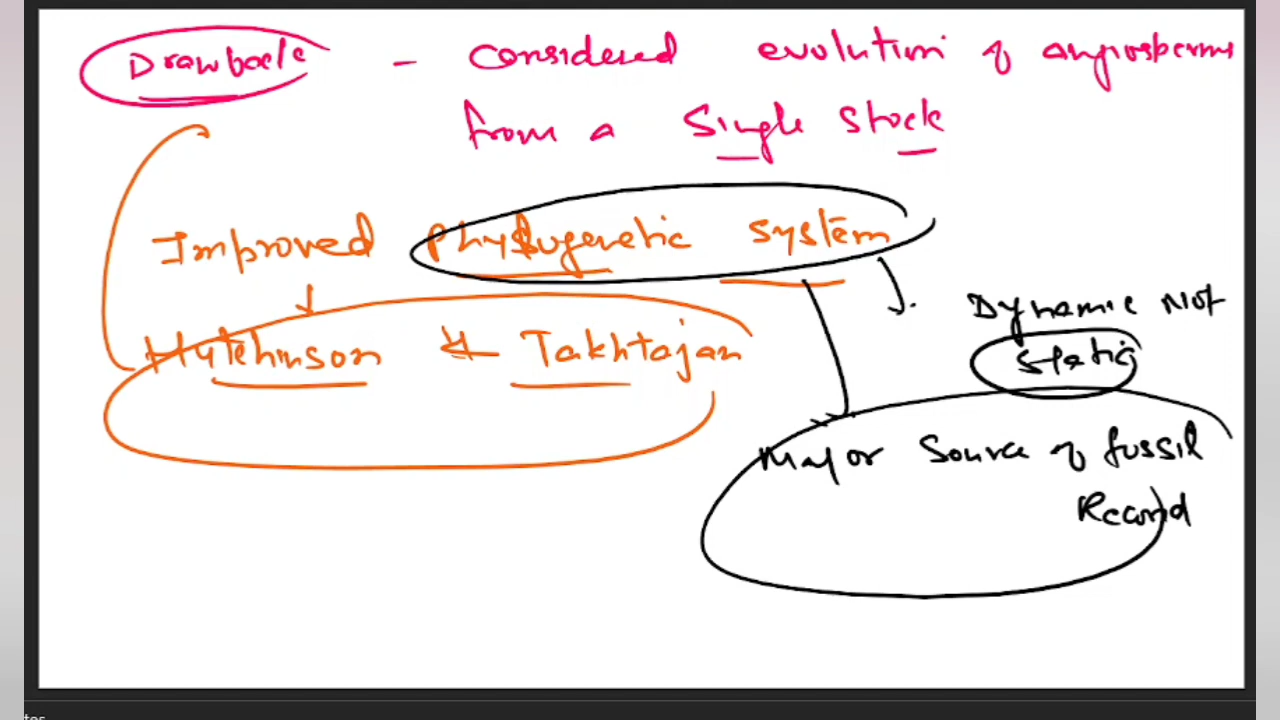 Drawback - considered evolution of angiosperms
from a single stock
Improved phylogenetic system
Hutchinson & Takhtajan
Dynamic Not
static
Major source of fossil
Record